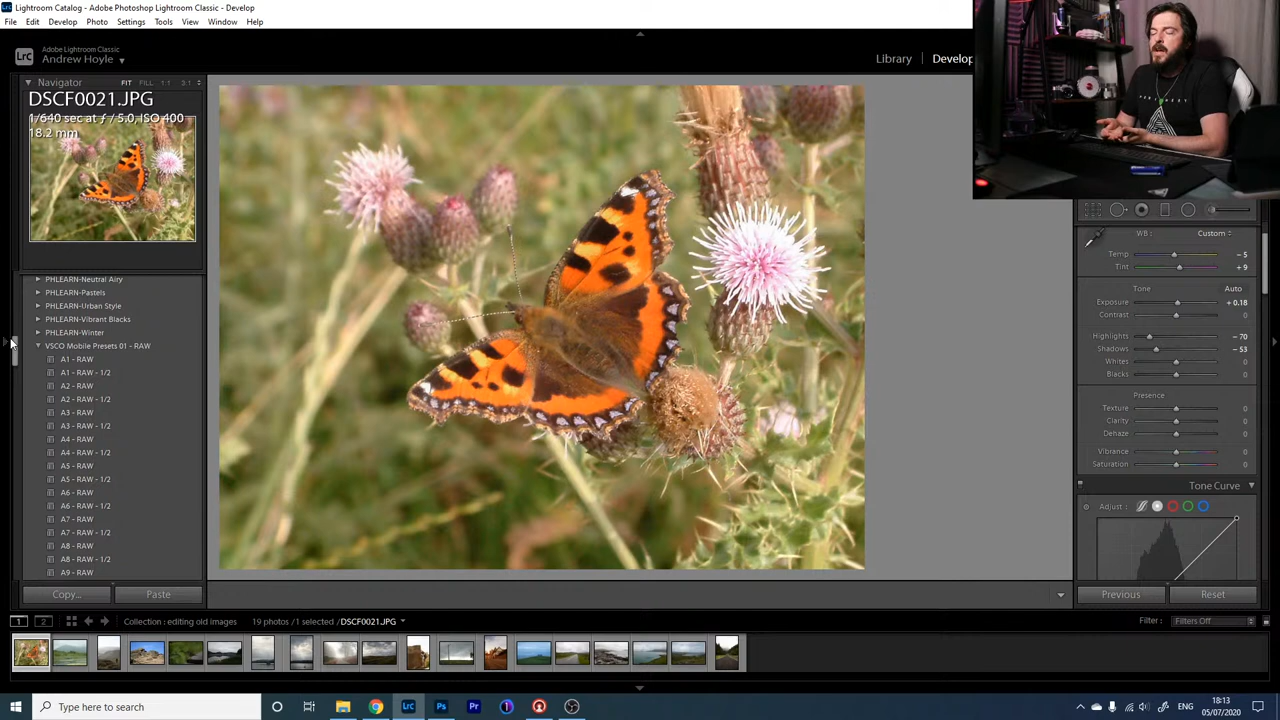 Lightroom Catalog - Adobe Photoshop Lightroom Classic - Develop
File Edit Develop Photo Settings Tools View Window Help
LrC Adobe Lightroom Classic
Andrew Hoyle
Library | Develop
Navigator FIT FILL 1:1 3:1
DSCF0021.JPG
1/640 sec at ƒ / 5.0, ISO 400
18.2 mm
PHLEARN-Neutral Airy
PHLEARN-Pastels
PHLEARN-Urban Style
PHLEARN-Vibrant Blacks
PHLEARN-Winter
VSCO Mobile Presets 01 - RAW
A1 - RAW
A1 - RAW - 1/2
A2 - RAW
A2 - RAW - 1/2
A3 - RAW
A3 - RAW - 1/2
A4 - RAW
A4 - RAW - 1/2
A5 - RAW
A5 - RAW - 1/2
A6 - RAW
A6 - RAW - 1/2
A7 - RAW
A7 - RAW - 1/2
A8 - RAW
A8 - RAW - 1/2
A9 - RAW
Copy... Paste
WB: Custom
Temp - 5
Tint + 9
Tone Auto
Exposure + 0.18
Highlights - 70
Shadows - 53
Whites 0
Blacks 0
Presence
Texture 0
Clarity 0
Dehaze 0
Vibrance 0
Saturation 0
Tone Curve
Adjust :
Previous Reset
1 2 Collection : editing old images 19 photos / 1 selected / DSCF0021.JPG Filter : Filters Off
Type here to search
LrC Ps Pr
ENG 18:13
05/07/2020